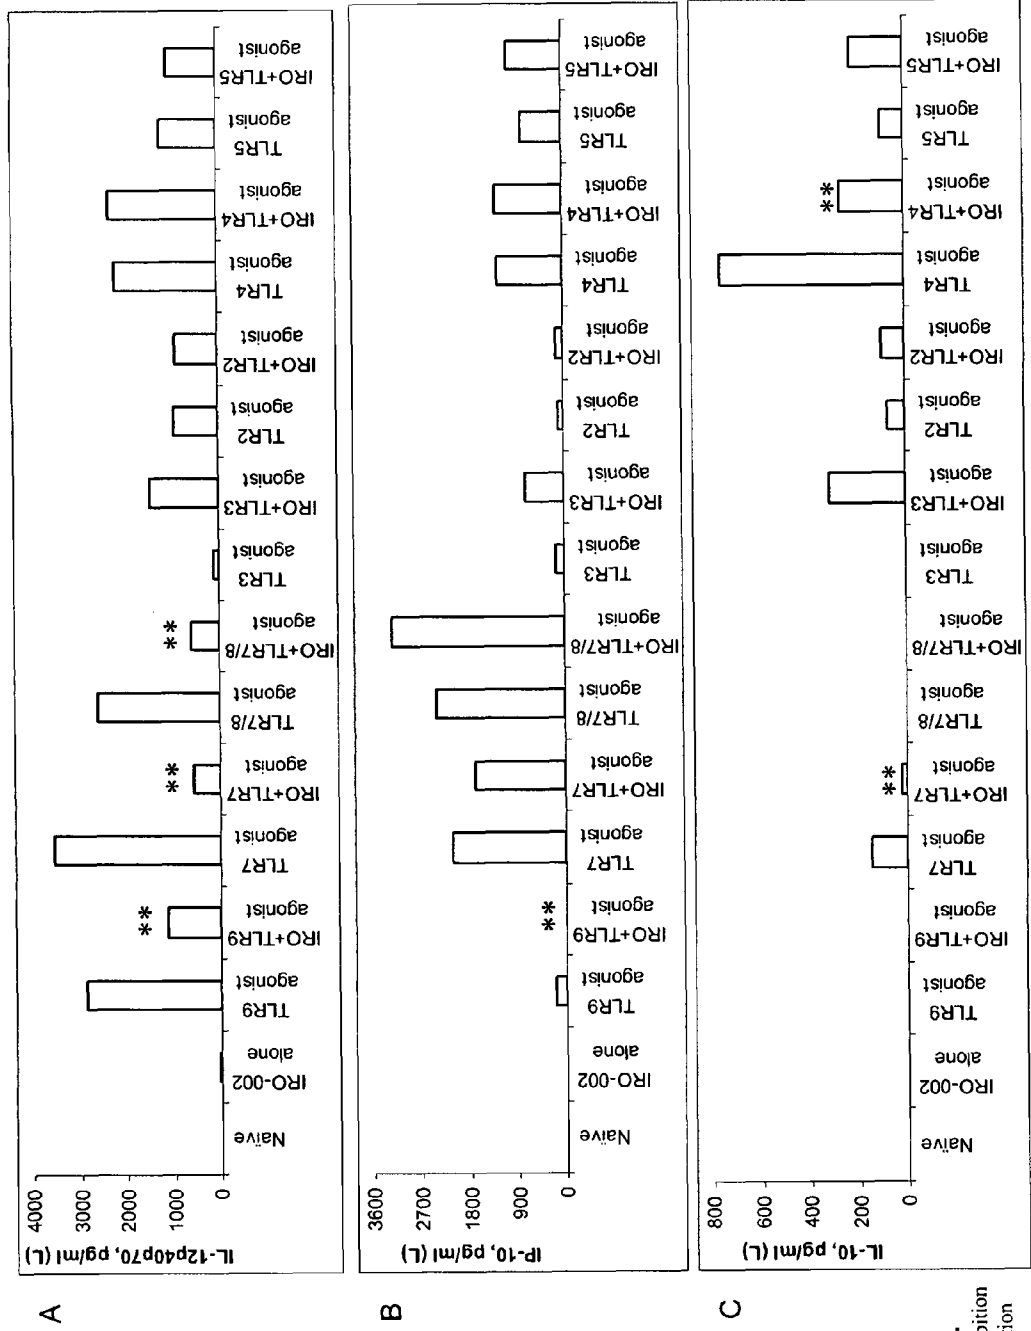 A
IL-12p40p70, pg/ml (L)
4000
3000
2000
1000
0
Naïve
IRO-002 alone
TLR9 agonist
IRO+TLR9 agonist
**
TLR7 agonist
IRO+TLR7 agonist
**
TLR7/8 agonist
IRO+TLR7/8 agonist
**
TLR3 agonist
IRO+TLR3 agonist
TLR2 agonist
IRO+TLR2 agonist
TLR4 agonist
IRO+TLR4 agonist
TLR5 agonist
IRO+TLR5 agonist
B
IP-10, pg/ml (L)
3600
2700
1800
900
0
Naïve
IRO-002 alone
TLR9 agonist
IRO+TLR9 agonist
**
TLR7 agonist
IRO+TLR7 agonist
TLR7/8 agonist
IRO+TLR7/8 agonist
TLR3 agonist
IRO+TLR3 agonist
TLR2 agonist
IRO+TLR2 agonist
TLR4 agonist
IRO+TLR4 agonist
TLR5 agonist
IRO+TLR5 agonist
C
IL-10, pg/ml (L)
800
600
400
200
0
Naïve
IRO-002 alone
TLR9 agonist
IRO+TLR9 agonist
TLR7 agonist
IRO+TLR7 agonist
**
TLR7/8 agonist
IRO+TLR7/8 agonist
TLR3 agonist
IRO+TLR3 agonist
TLR2 agonist
IRO+TLR2 agonist
TLR4 agonist
IRO+TLR4 agonist
**
TLR5 agonist
IRO+TLR5 agonist